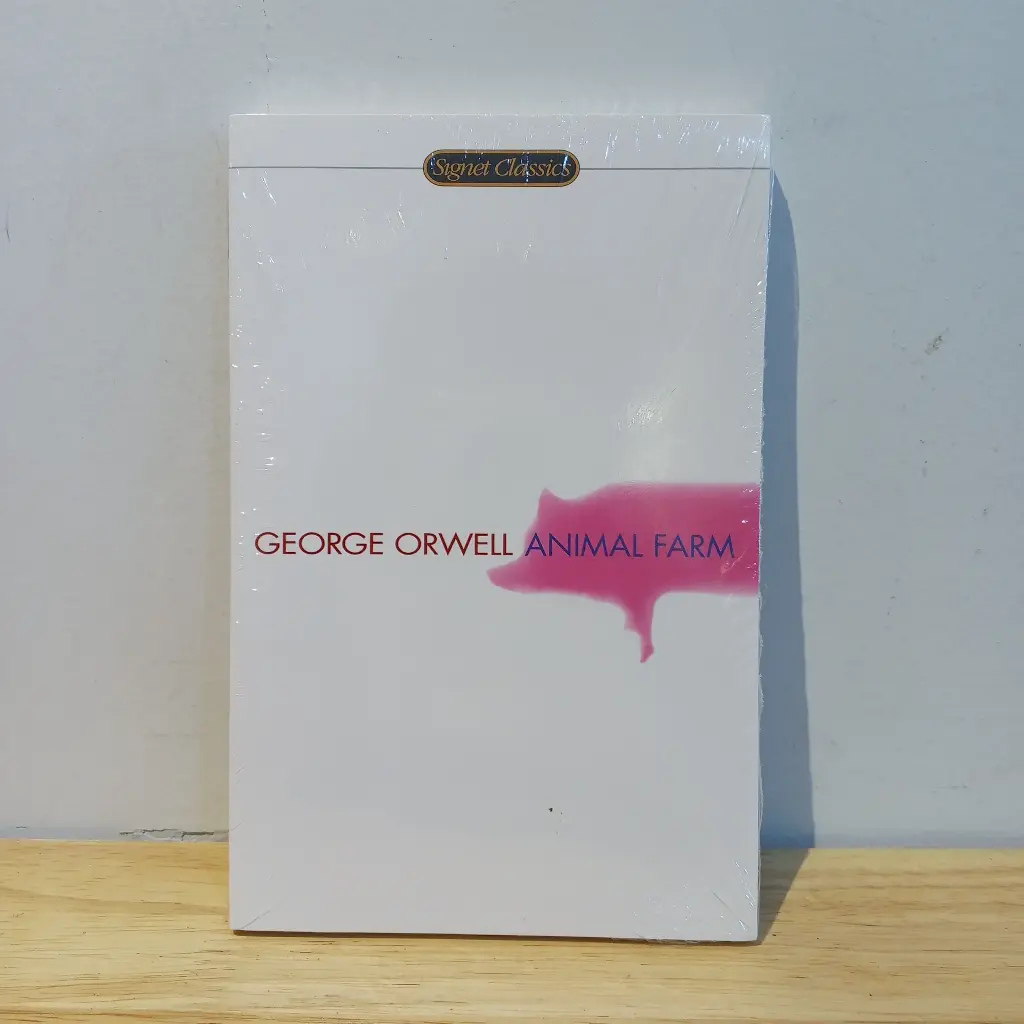 Signet Classics
GEORGE ORWELL ANIMAL FARM